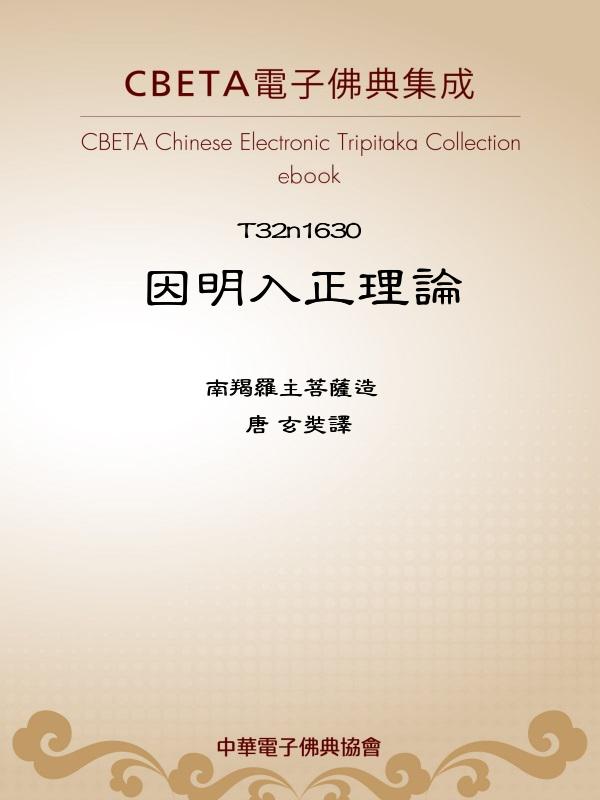 CBETA電子佛典集成
CBETA Chinese Electronic Tripitaka Collection
ebook
T32n1630
因明入正理論
商羯羅主菩薩造
唐 玄奘譯
中華電子佛典協會